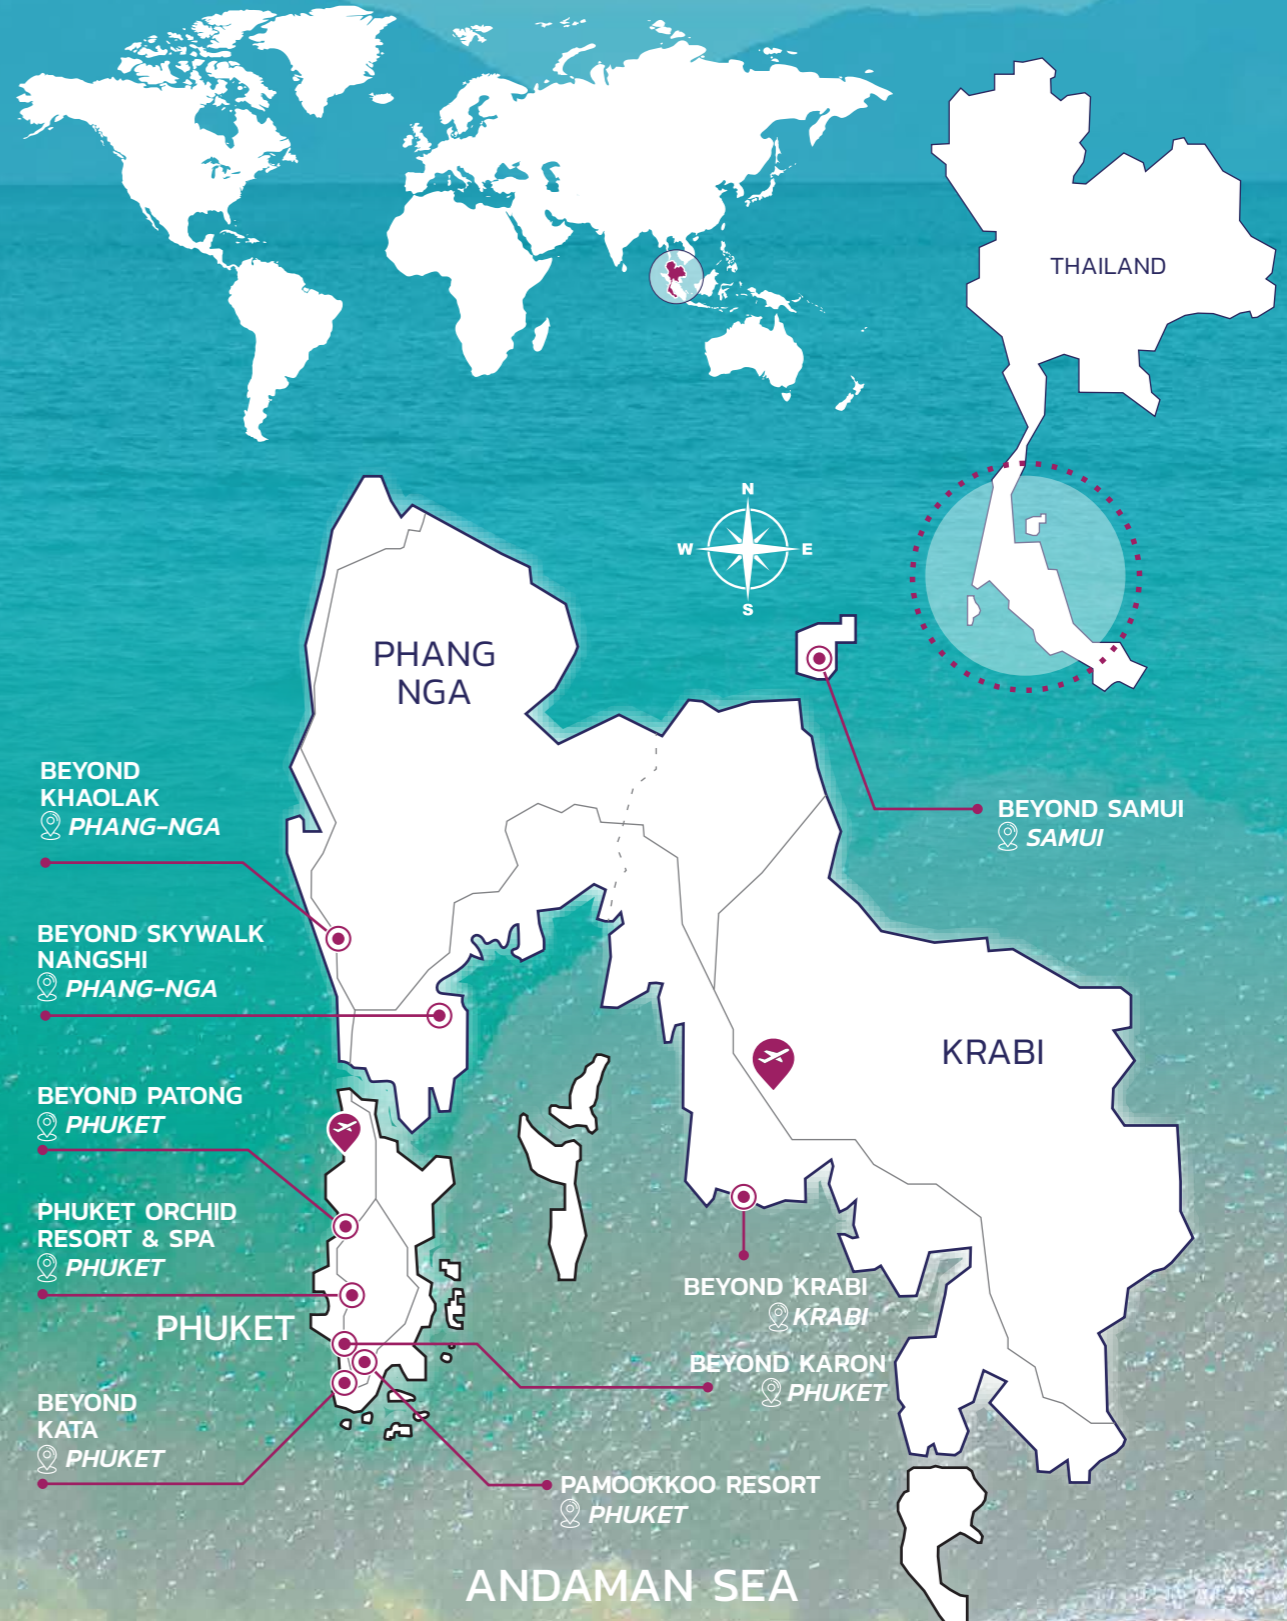 THAILAND
N
W E
S
PHANG
NGA
BEYOND
KHAOLAK
PHANG-NGA
BEYOND SAMUI
SAMUI
BEYOND SKYWALK
NANGSHI
PHANG-NGA
KRABI
BEYOND PATONG
PHUKET
PHUKET ORCHID
RESORT & SPA
PHUKET
PHUKET
BEYOND KRABI
KRABI
BEYOND KARON
PHUKET
BEYOND
KATA
PHUKET
PAMOOKKOO RESORT
PHUKET
ANDAMAN SEA